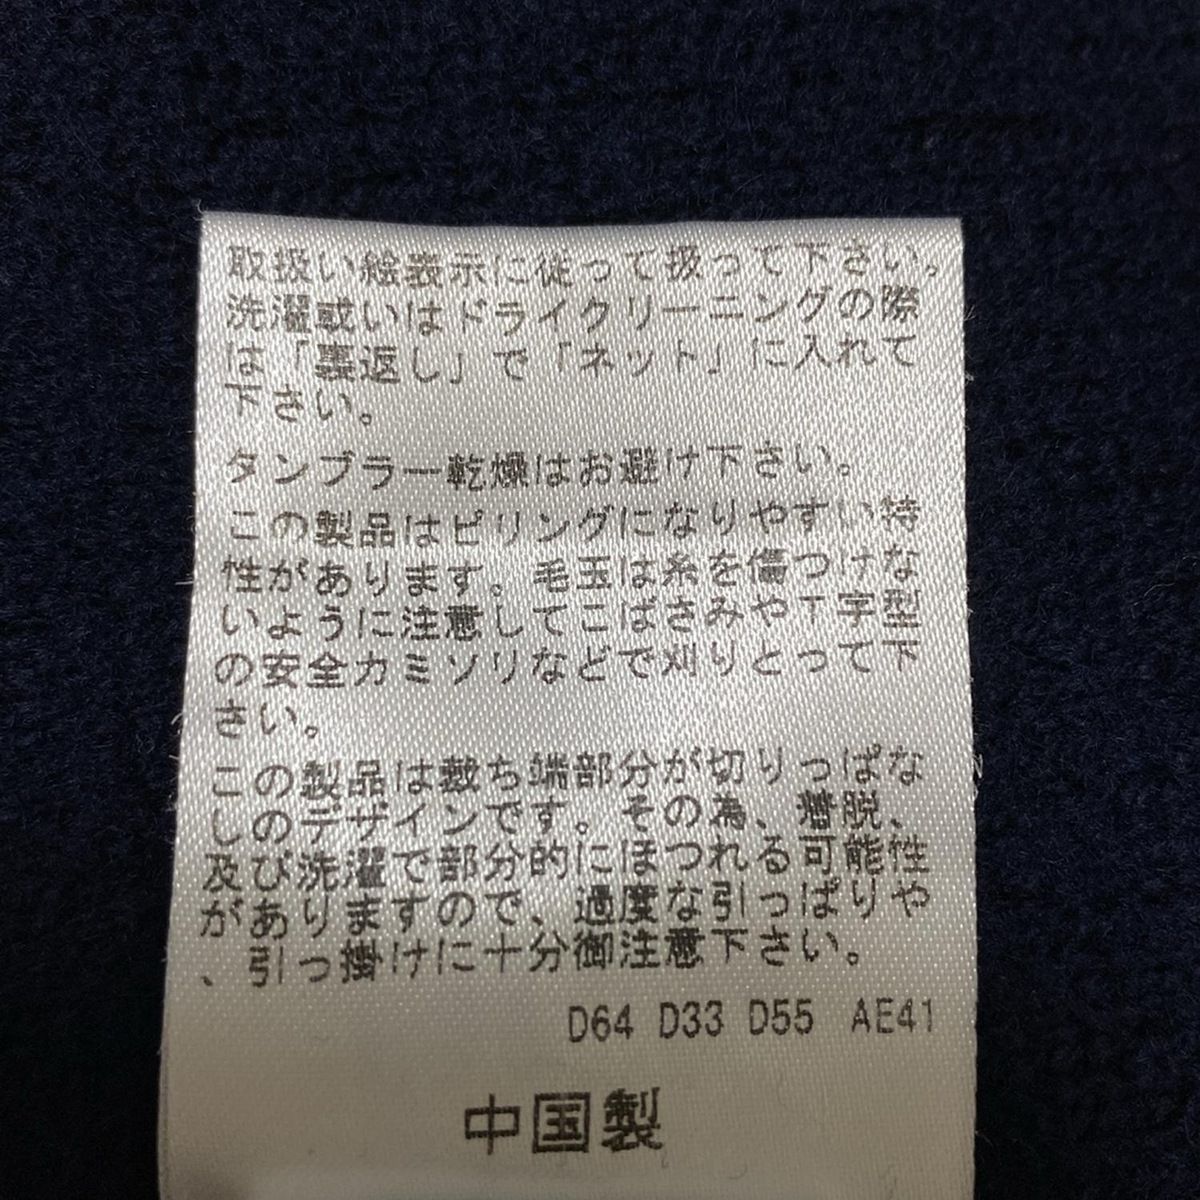 取扱い絵表示に従って扱って下さい。
洗濯或いはドライクリーニングの際
は「裏返し」で「ネット」に入れて
下さい。
タンブラー乾燥はお避け下さい。
この製品はピリングになりやすい特
性があります。毛玉は糸を傷つけな
いように注意してこばさみやT字型
の安全カミソリなどで刈りとって下
さい。
この製品は裁ち端部分が切りっぱな
しのデザインです。その為、着脱、
及び洗濯で部分的にほつれる可能性
がありますので、過度な引っぱりや
、引っ掛けに十分御注意下さい。
D64 D33 D55 AE41
中国製